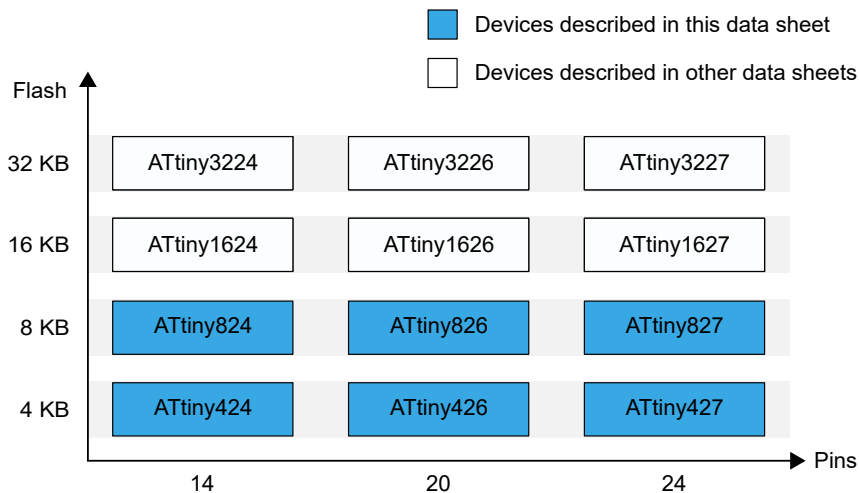 Devices described in this data sheet
Devices described in other data sheets
Flash
32 KB ATtiny3224 ATtiny3226 ATtiny3227
16 KB ATtiny1624 ATtiny1626 ATtiny1627
8 KB ATtiny824 ATtiny826 ATtiny827
4 KB ATtiny424 ATtiny426 ATtiny427
Pins
14 20 24